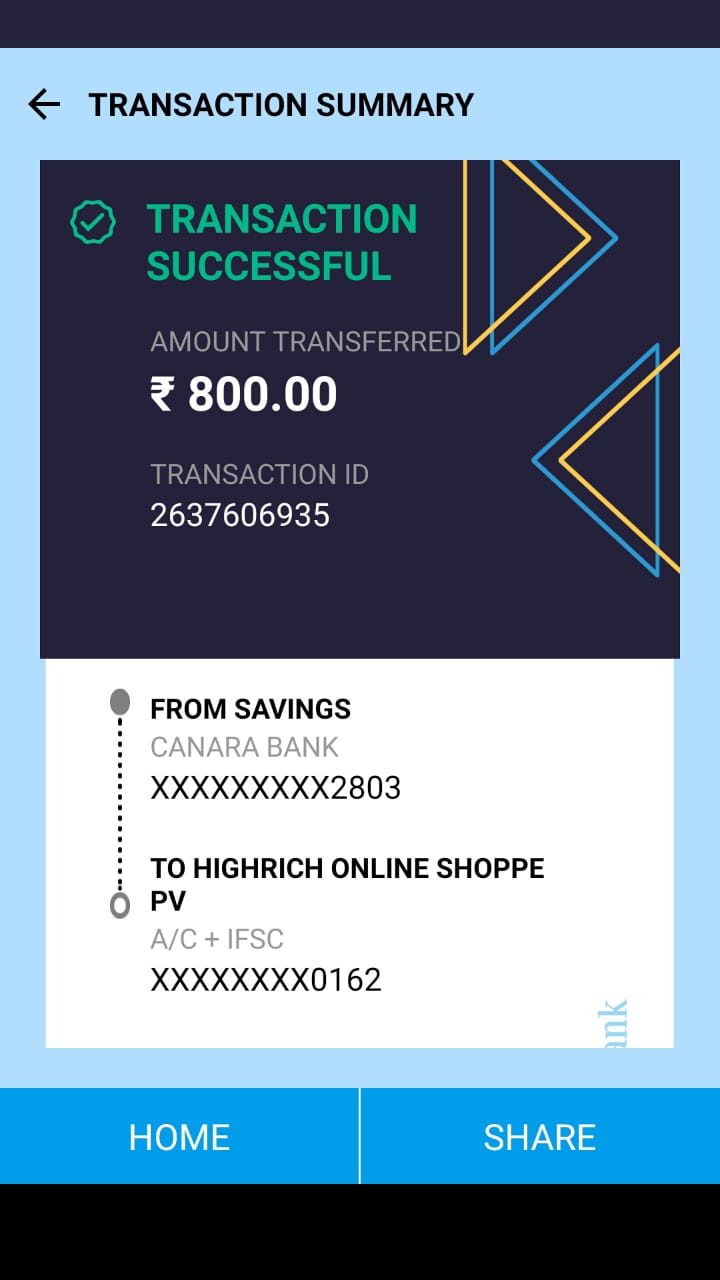 TRANSACTION SUMMARY
TRANSACTION
SUCCESSFUL
AMOUNT TRANSFERRED
₹ 800.00
TRANSACTION ID
2637606935
FROM SAVINGS
CANARA BANK
XXXXXXXXX2803
TO HIGHRICH ONLINE SHOPPE
PV
A/C + IFSC
XXXXXXXX0162
HOME
SHARE